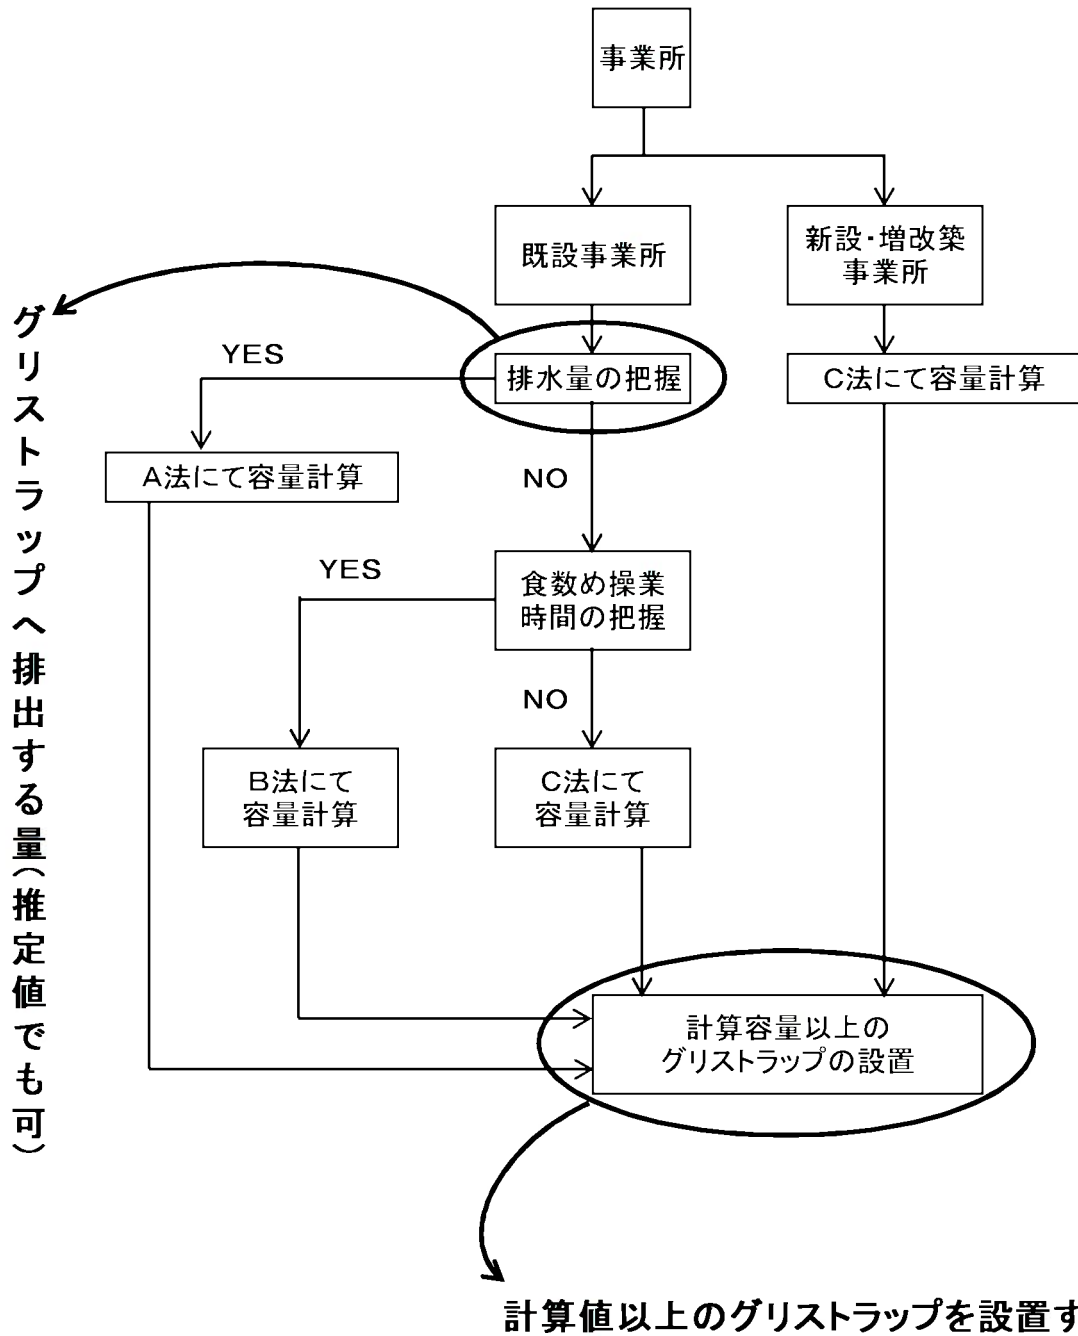 事業所
既設事業所
新設・増改築
事業所
YES
排水量の把握
C法にて容量計算
A法にて容量計算
NO
YES
食数め操業
時間の把握
NO
B法にて
容量計算
C法にて
容量計算
計算容量以上の
グリストラップの設置
グリストラップへ排出する量(推定値でも可)
計算値以上のグリストラップを設置す